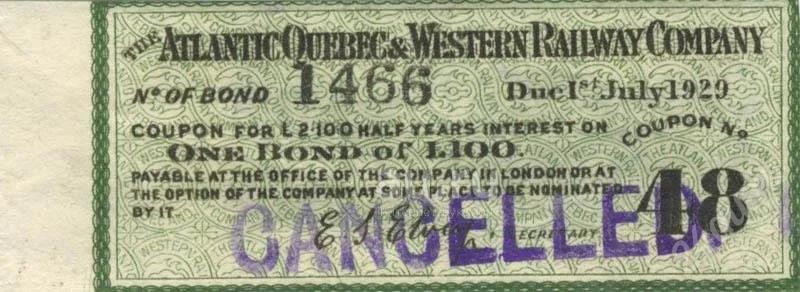 THE ATLANTIC QUEBEC & WESTERN RAILWAY COMPANY
No OF BOND 1466 Due 1st July 1929
COUPON FOR £2·10·0 HALF YEARS INTEREST ON
COUPON No
ONE BOND OF £100.
PAYABLE AT THE OFFICE OF THE COMPANY IN LONDON OR AT
THE OPTION OF THE COMPANY AT SOME PLACE TO BE NOMINATED
BY IT
48
SECRETARY
CANCELLED